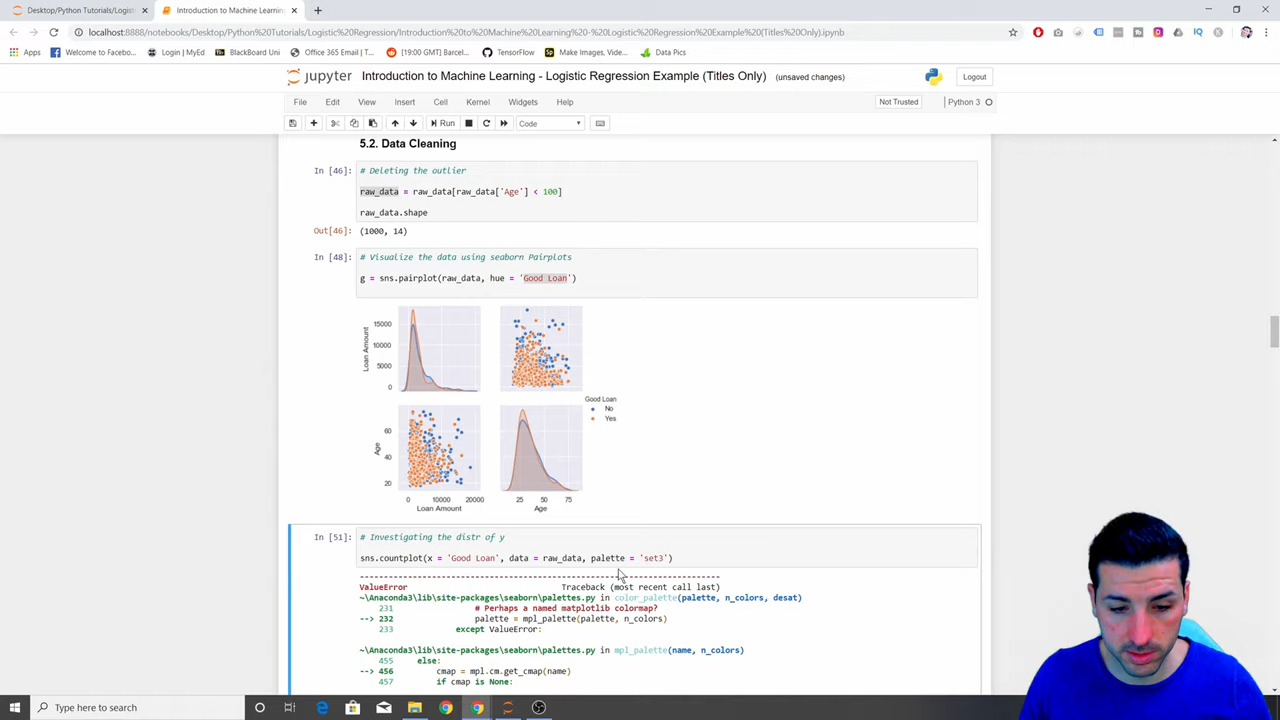 Desktop/Python Tutorials/Logist
Introduction to Machine Learning
localhost:8888/notebooks/Desktop/Python%20Tutorials/Logistic%20Regression/Introduction%20to%20Machine%20Learning%20-%20Logistic%20Regression%20Example%20(Titles%20Only).ipynb
Apps
Welcome to Facebo...
Login | MyEd
BlackBoard Uni
Office 365 Email | T...
[19:00 GMT] Barcel...
TensorFlow
Make Images, Vide...
Data Pics
jupyter Introduction to Machine Learning - Logistic Regression Example (Titles Only) (unsaved changes)
Logout
File Edit View Insert Cell Kernel Widgets Help
Not Trusted
Python 3
Run
Code
5.2. Data Cleaning
In [46]: # Deleting the outlier
raw_data = raw_data[raw_data['Age'] < 100]
raw_data.shape
Out[46]: (1000, 14)
In [48]: # Visualize the data using seaborn Pairplots
g = sns.pairplot(raw_data, hue = 'Good Loan')
15000
10000
5000
0
Loan Amount
Good Loan
No
Yes
60
40
20
Age
0 10000 20000
Loan Amount
25 50 75
Age
In [51]: # Investigating the distr of y
sns.countplot(x = 'Good Loan', data = raw_data, palette = 'set3')
---------------------------------------------------------------------------
ValueError Traceback (most recent call last)
~\Anaconda3\lib\site-packages\seaborn\palettes.py in color_palette(palette, n_colors, desat)
231 # Perhaps a named matplotlib colormap?
--> 232 palette = mpl_palette(palette, n_colors)
233 except ValueError:
~\Anaconda3\lib\site-packages\seaborn\palettes.py in mpl_palette(name, n_colors)
455 else:
--> 456 cmap = mpl.cm.get_cmap(name)
457 if cmap is None:
Type here to search